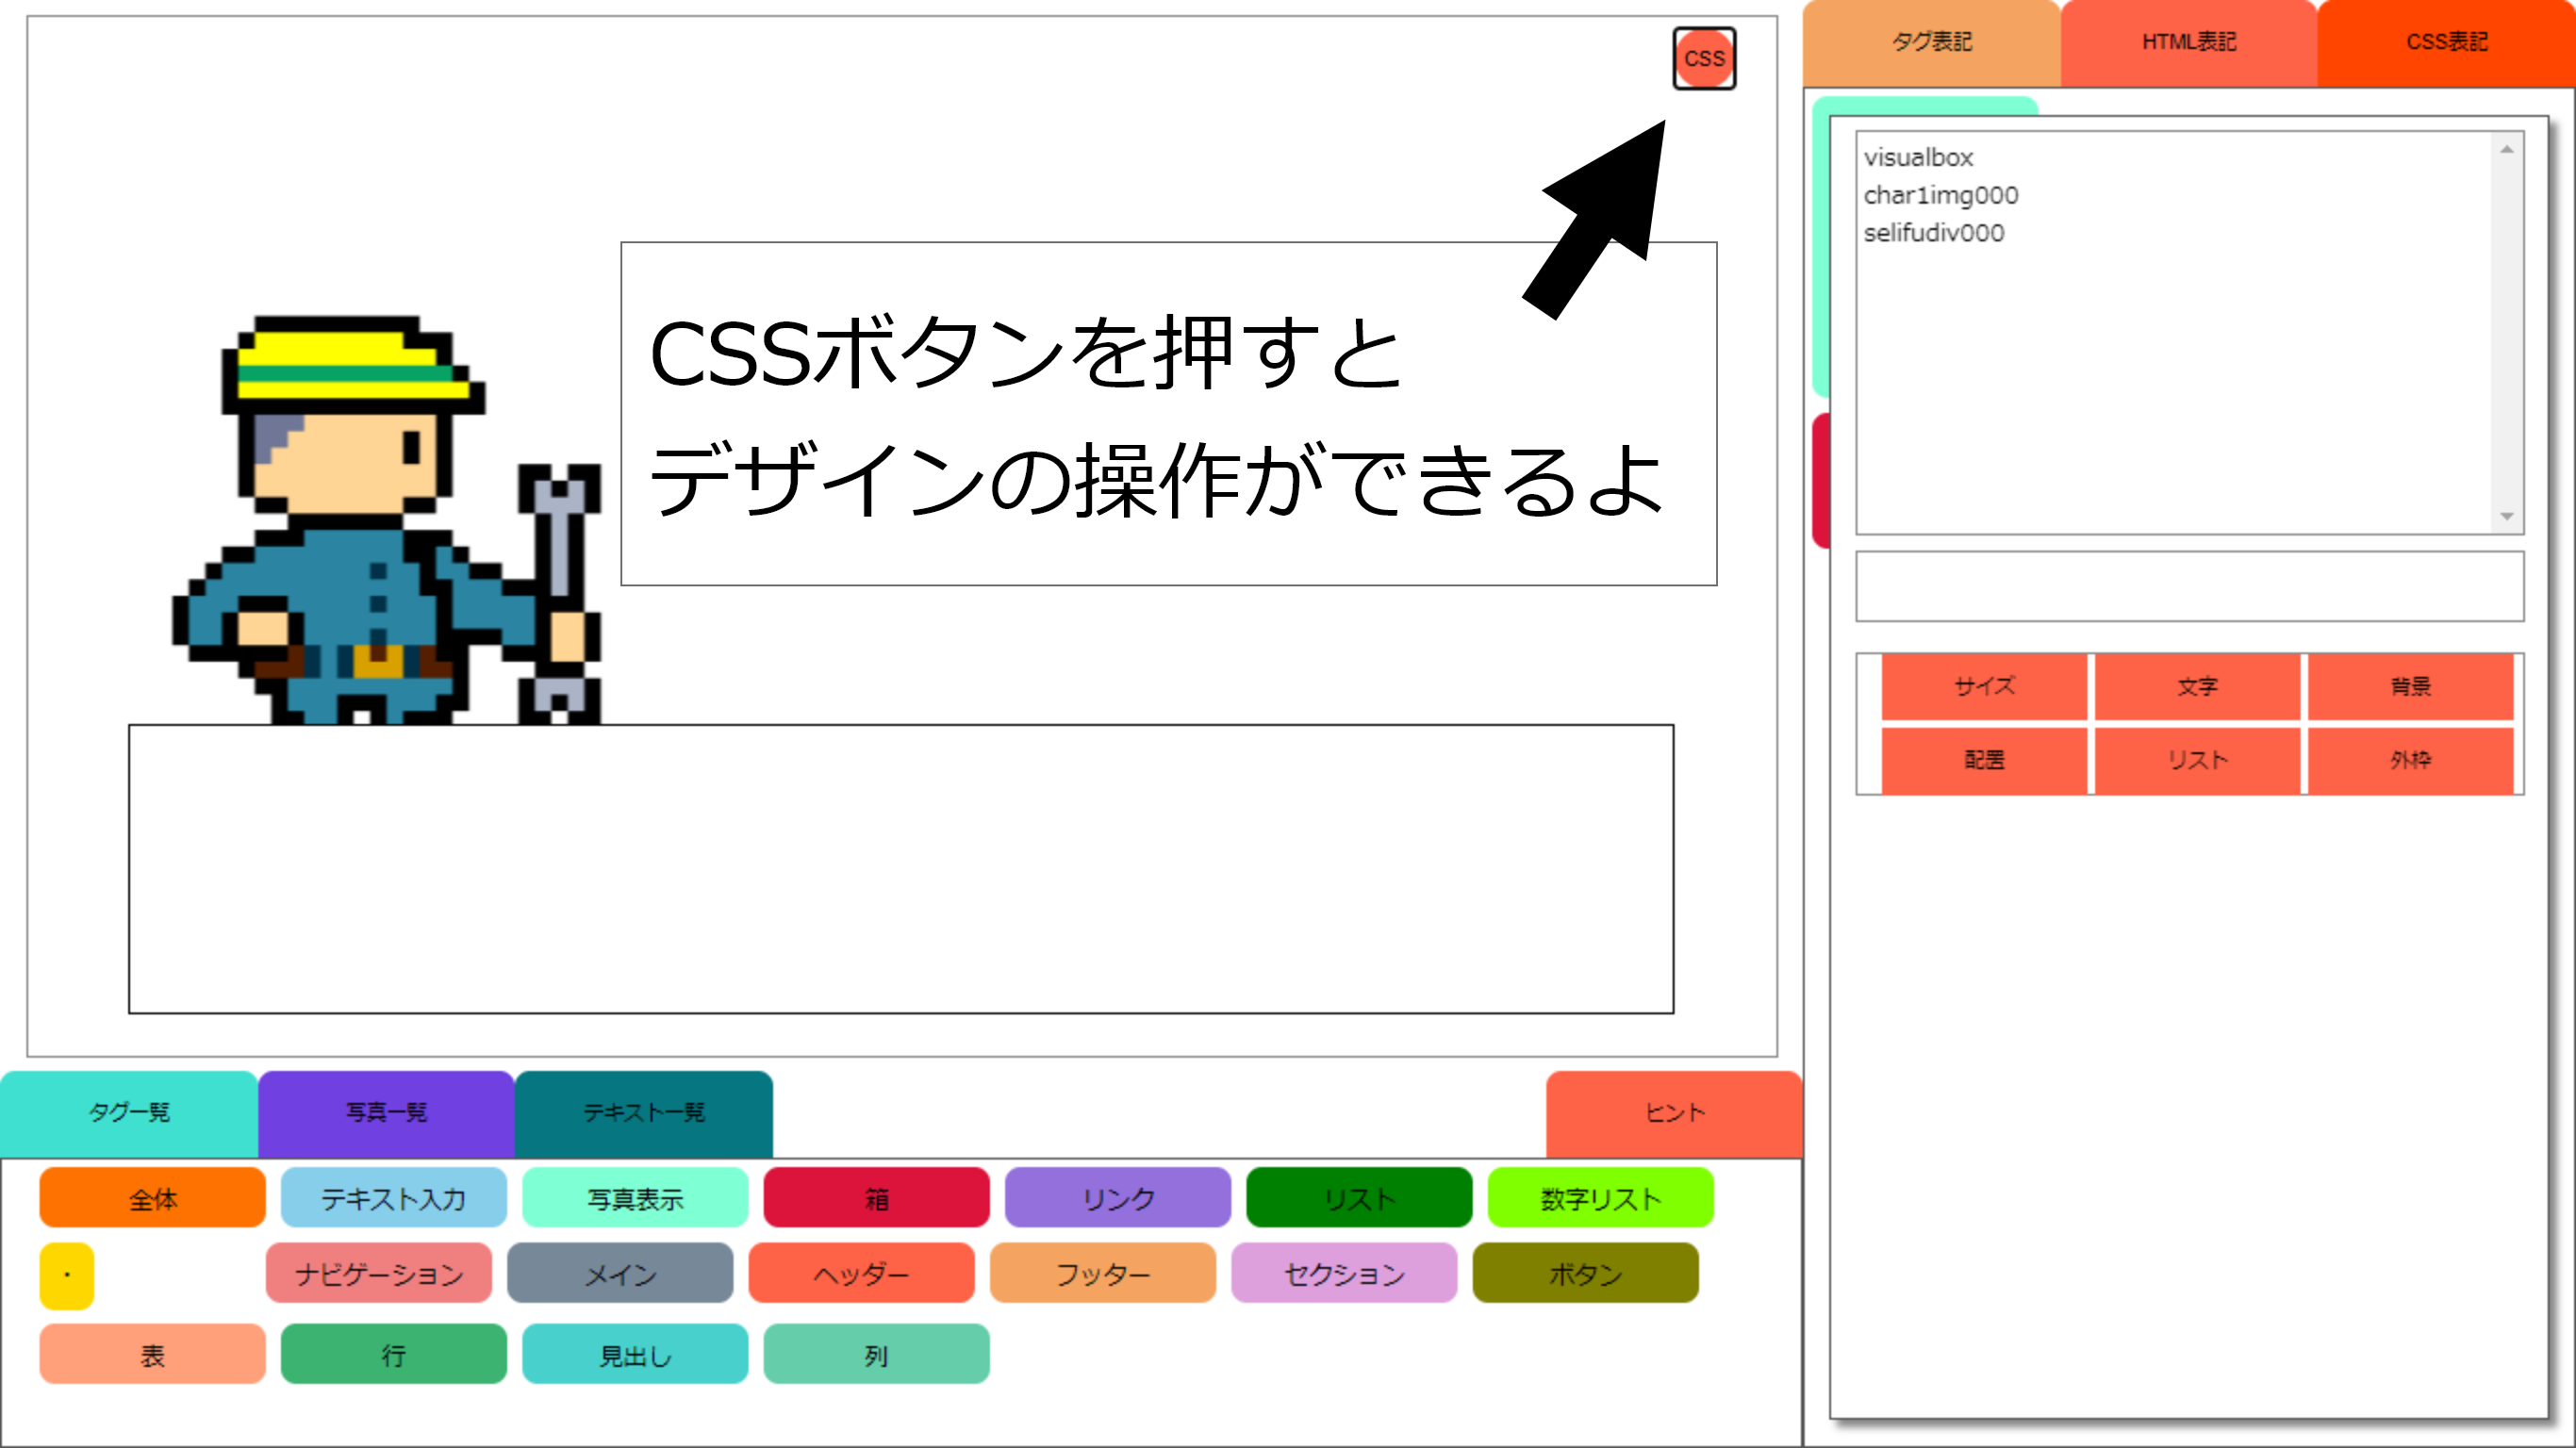 CSS
CSSボタンを押すと
デザインの操作ができるよ
タグ一覧
写真一覧
テキスト一覧
ヒント
全体
テキスト入力
写真表示
箱
リンク
リスト
数字リスト
・
ナビゲーション
メイン
ヘッダー
フッター
セクション
ボタン
表
行
見出し
列
タグ表記
HTML表記
CSS表記
visualbox
char1img000
selifudiv000
サイズ
文字
背景
配置
リスト
外枠